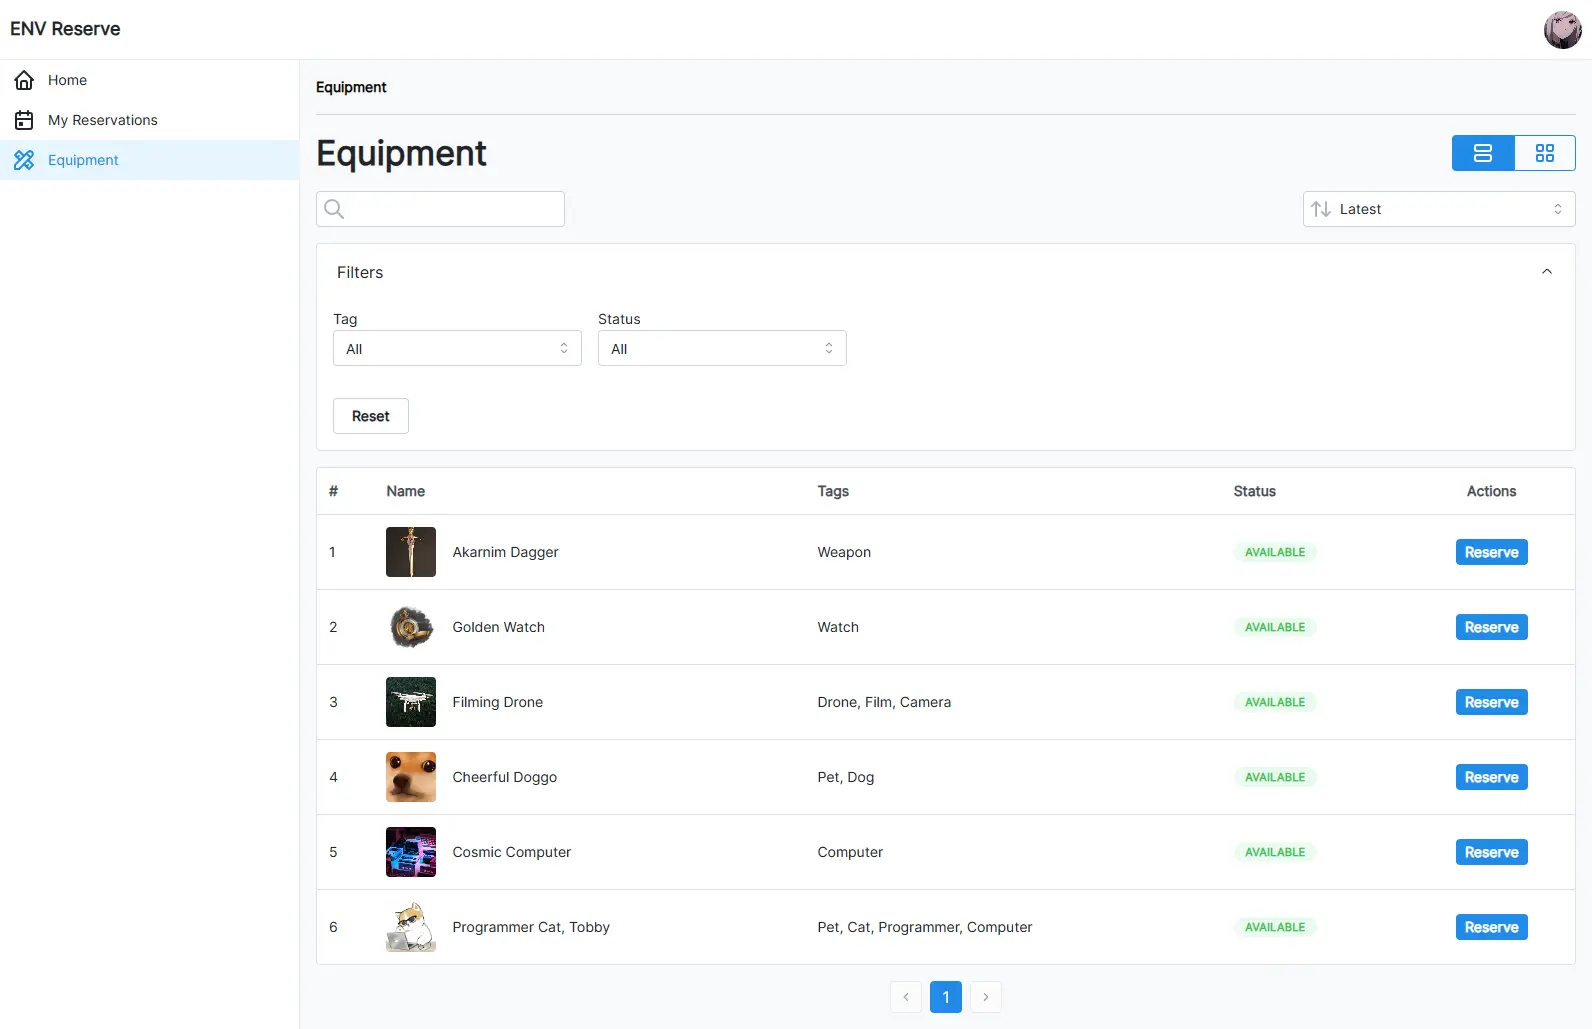 ENV Reserve
Home
My Reservations
Equipment
Equipment
Equipment
Latest
Filters
Tag Status
All All
Reset
# Name Tags Status Actions
1 Akarnim Dagger Weapon AVAILABLE Reserve
2 Golden Watch Watch AVAILABLE Reserve
3 Filming Drone Drone, Film, Camera AVAILABLE Reserve
4 Cheerful Doggo Pet, Dog AVAILABLE Reserve
5 Cosmic Computer Computer AVAILABLE Reserve
6 Programmer Cat, Tobby Pet, Cat, Programmer, Computer AVAILABLE Reserve
1